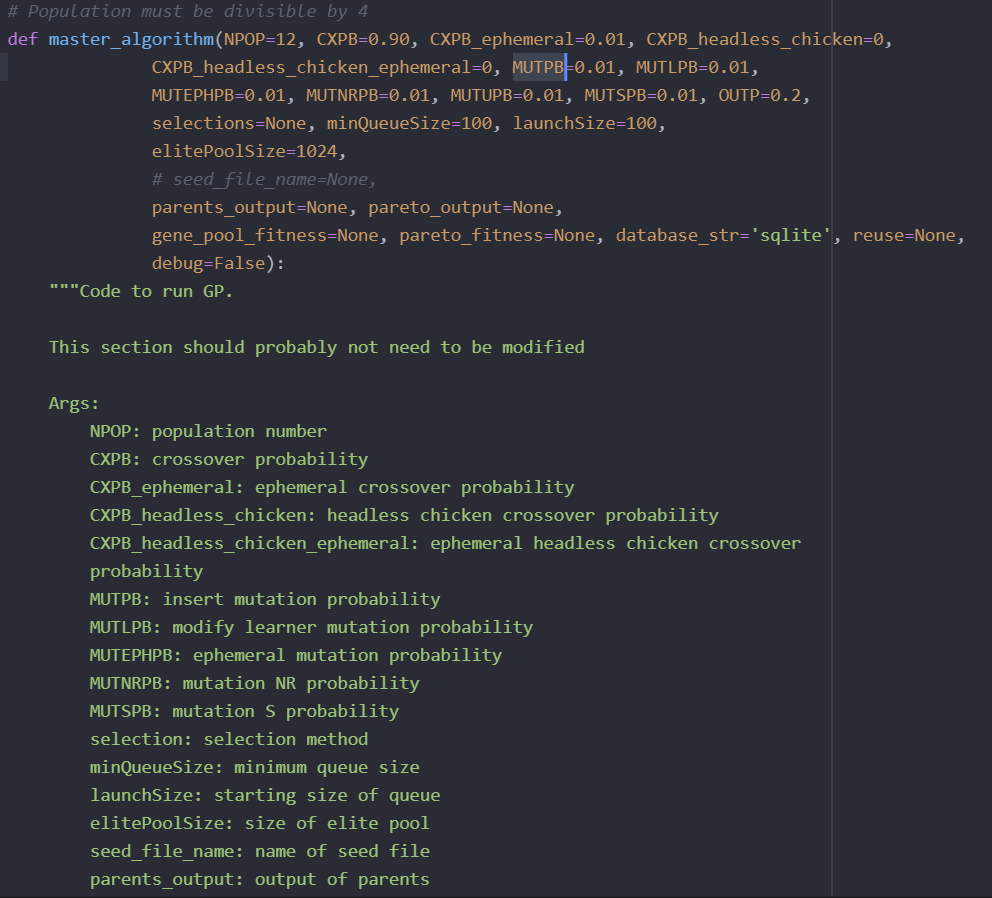 # Population must be divisible by 4
def master_algorithm(NPOP=12, CXPB=0.90, CXPB_ephemeral=0.01, CXPB_headless_chicken=0,
CXPB_headless_chicken_ephemeral=0, MUTPB=0.01, MUTLPB=0.01,
MUTEPHPB=0.01, MUTNRPB=0.01, MUTUPB=0.01, MUTSPB=0.01, OUTP=0.2,
selections=None, minQueueSize=100, launchSize=100,
elitePoolSize=1024,
# seed_file_name=None,
parents_output=None, pareto_output=None,
gene_pool_fitness=None, pareto_fitness=None, database_str='sqlite', reuse=None,
debug=False):
"""Code to run GP.
This section should probably not need to be modified
Args:
NPOP: population number
CXPB: crossover probability
CXPB_ephemeral: ephemeral crossover probability
CXPB_headless_chicken: headless chicken crossover probability
CXPB_headless_chicken_ephemeral: ephemeral headless chicken crossover
probability
MUTPB: insert mutation probability
MUTLPB: modify learner mutation probability
MUTEPHPB: ephemeral mutation probability
MUTNRPB: mutation NR probability
MUTSPB: mutation S probability
selection: selection method
minQueueSize: minimum queue size
launchSize: starting size of queue
elitePoolSize: size of elite pool
seed_file_name: name of seed file
parents_output: output of parents